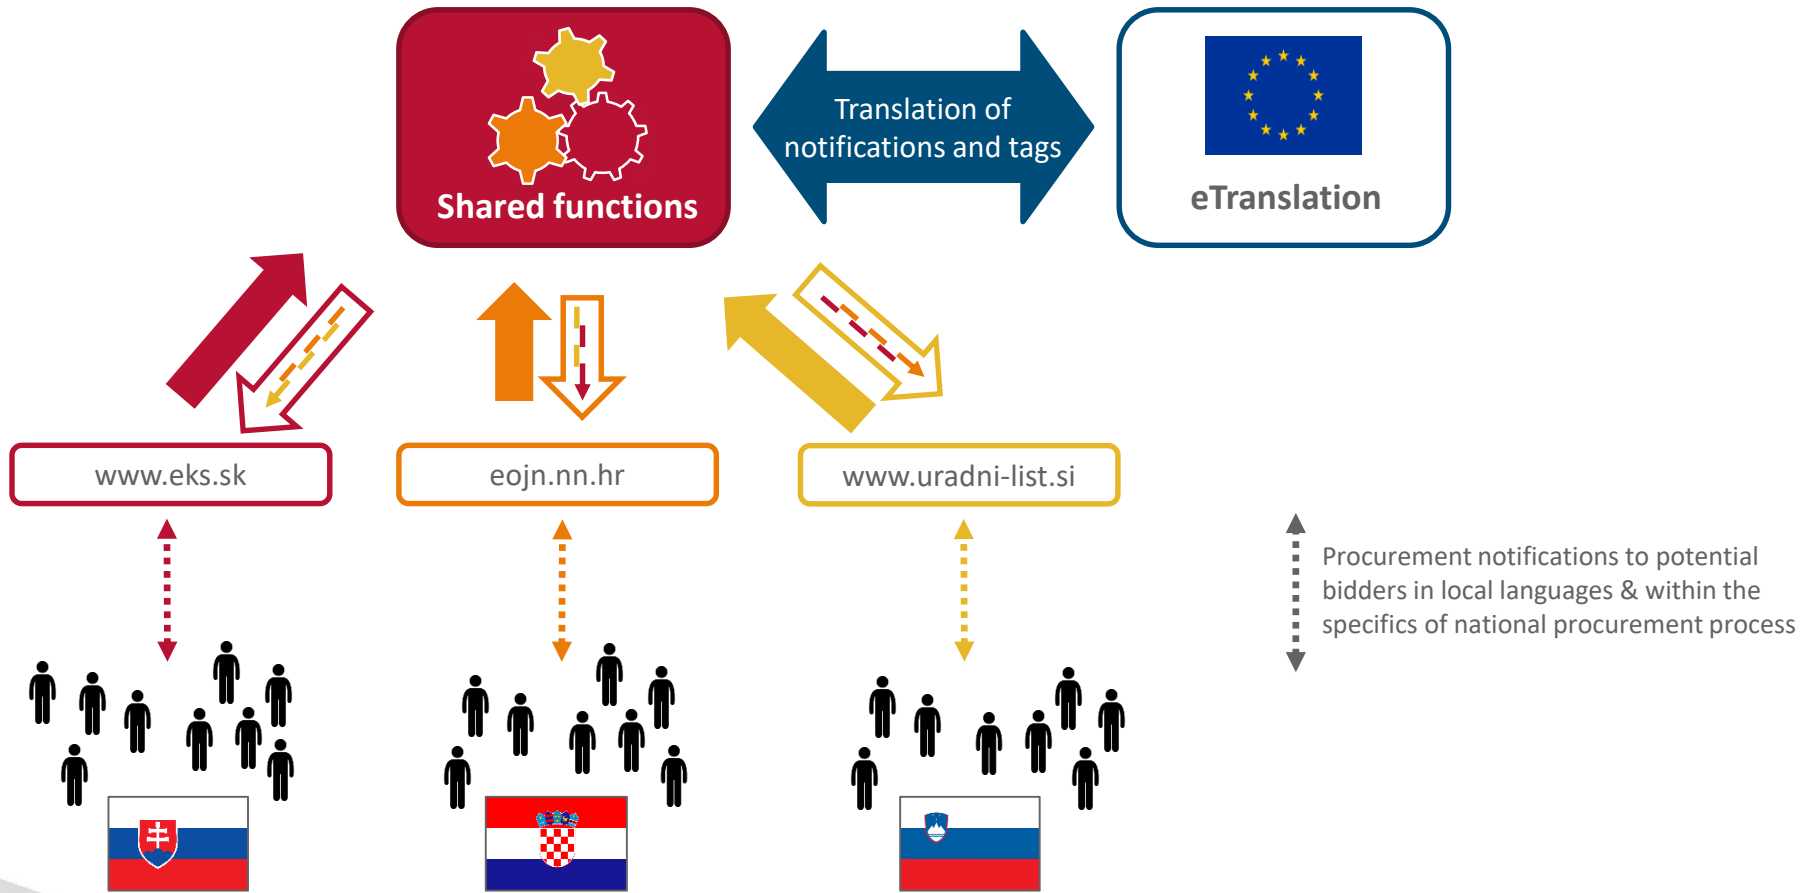 Shared functions
Translation of
notifications and tags
eTranslation
www.eks.sk
eojn.nn.hr
www.uradni-list.si
Procurement notifications to potential
bidders in local languages & within the
specifics of national procurement process